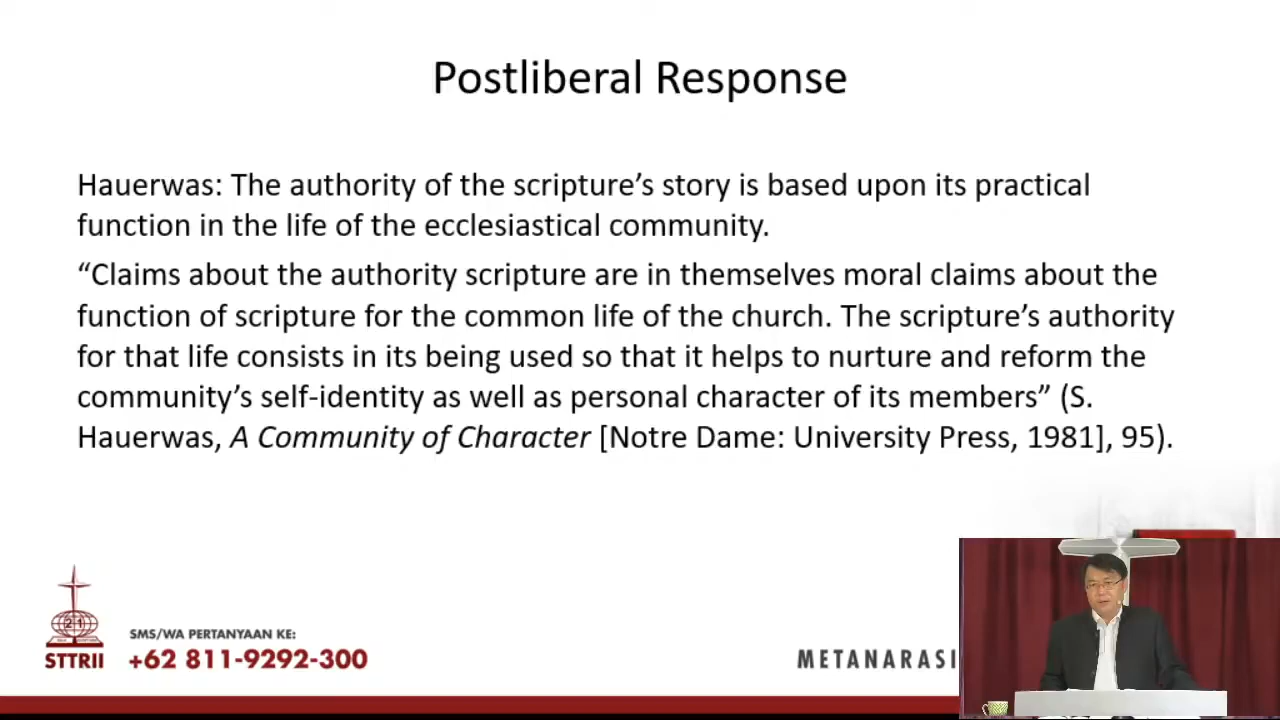 Postliberal Response
Hauerwas: The authority of the scripture’s story is based upon its practical
function in the life of the ecclesiastical community.
“Claims about the authority scripture are in themselves moral claims about the
function of scripture for the common life of the church. The scripture’s authority
for that life consists in its being used so that it helps to nurture and reform the
community’s self-identity as well as personal character of its members” (S.
Hauerwas, A Community of Character [Notre Dame: University Press, 1981], 95).
21
STTRII
SMS/WA PERTANYAAN KE:
+62 811-9292-300
METANARASI